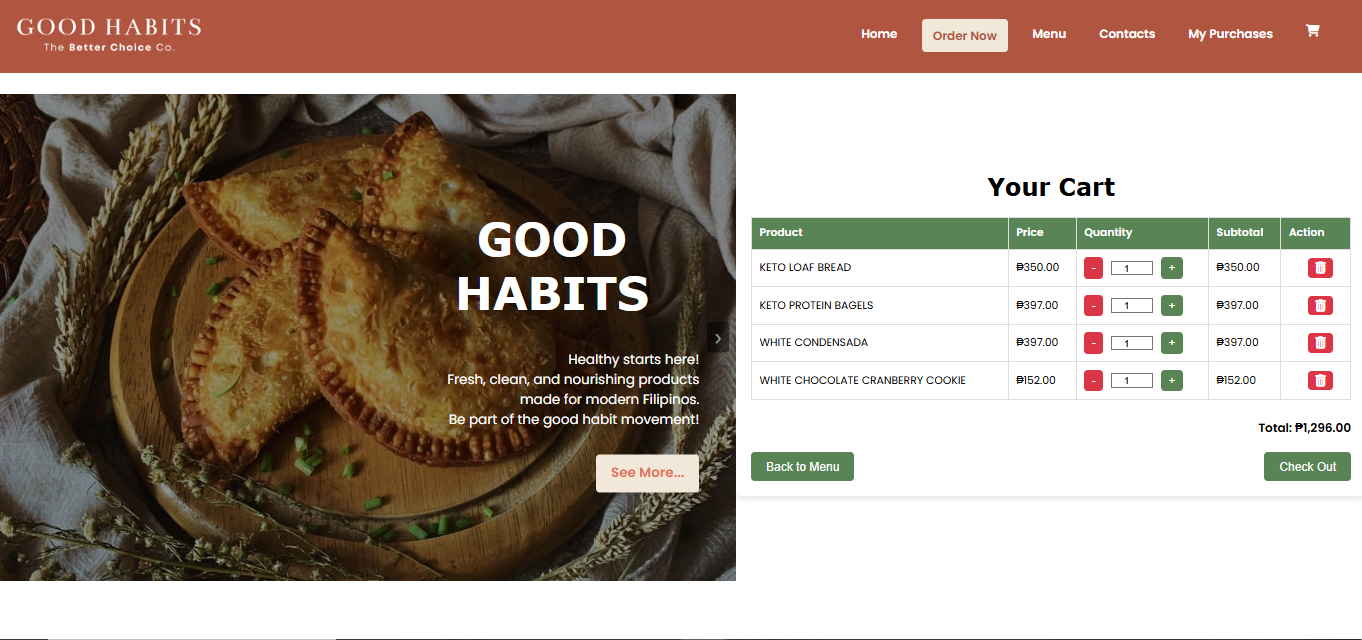 GOOD HABITS
The Better Choice Co.
Home
Order Now
Menu
Contacts
My Purchases
GOOD
HABITS
Healthy starts here!
Fresh, clean, and nourishing products
made for modern Filipinos.
Be part of the good habit movement!
See More...
❯
Your Cart
Product Price Quantity Subtotal Action
KETO LOAF BREAD ₱350.00 - 1 + ₱350.00
KETO PROTEIN BAGELS ₱397.00 - 1 + ₱397.00
WHITE CONDENSADA ₱397.00 - 1 + ₱397.00
WHITE CHOCOLATE CRANBERRY COOKIE ₱152.00 - 1 + ₱152.00
Total: ₱1,296.00
Back to Menu
Check Out